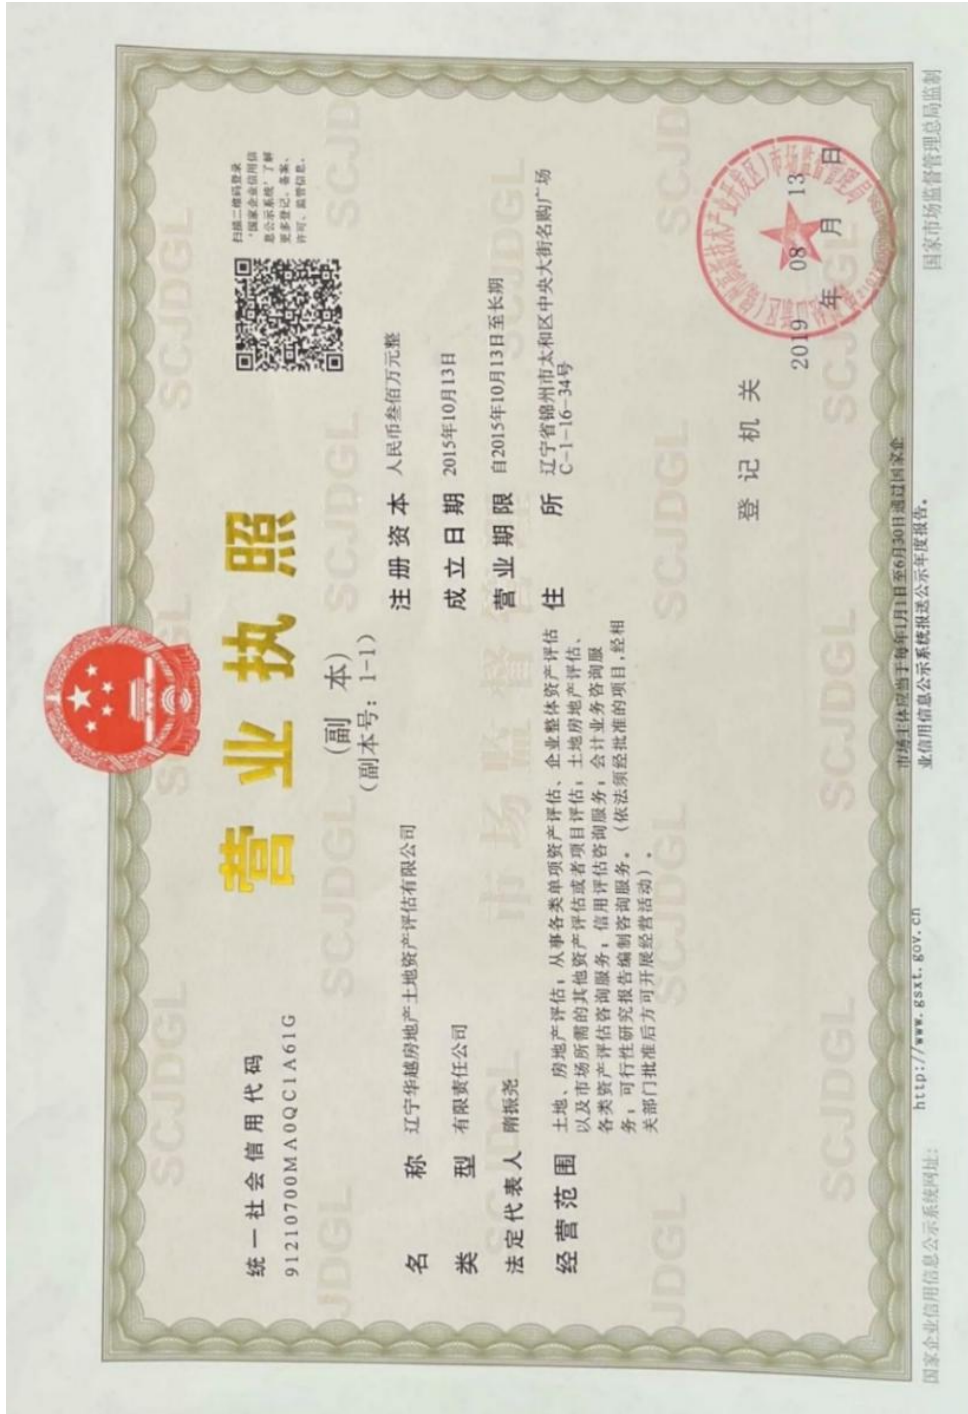 营业执照
(副 本)
(副本号：1-1)
统一社会信用代码
91210700MA0QC1A61G
扫描二维码登录
‘国家企业信用信
息公示系统’了解
更多登记、备案、
许可、监管信息。
名 称 辽宁华越房地产土地资产评估有限公司
类 型 有限责任公司
法定代表人 隋振尧
经营范围 土地、房地产评估；从事各类单项资产评估、企业整体资产评估
以及市场所需的其他资产评估或者项目评估；土地房地产评估、
各类资产评估咨询服务；信用评估咨询服务；会计业务咨询服
务；可行性研究报告编制咨询服务。（依法须经批准的项目,经相
关部门批准后方可开展经营活动）。
注册资本 人民币叁佰万元整
成立日期 2015年10月13日
营业期限 自2015年10月13日至长期
住 所 辽宁省锦州市太和区中央大街名购广场
C-1-16-34号
登记机关
2019 年 08 月 13 日
国家企业信用信息公示系统网址：
http://www.gsxt.gov.cn
市场主体应当于每年1月1日至6月30日通过国家企
业信用信息公示系统报送公示年度报告。
国家市场监督管理总局监制